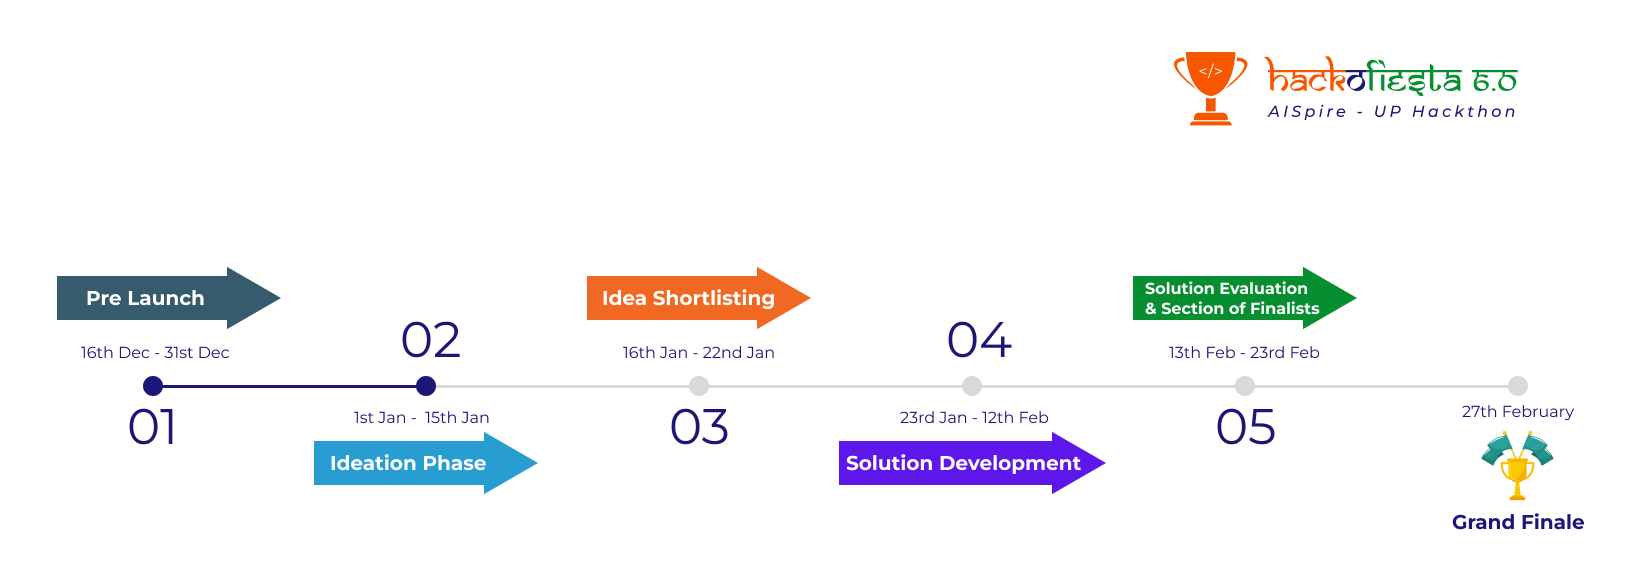 </>
hackofiesta 6.0
AISpire - UP Hackthon
Pre Launch
16th Dec - 31st Dec
01
02
1st Jan - 15th Jan
Ideation Phase
Idea Shortlisting
16th Jan - 22nd Jan
03
04
23rd Jan - 12th Feb
Solution Development
Solution Evaluation
& Section of Finalists
13th Feb - 23rd Feb
05
27th February
Grand Finale